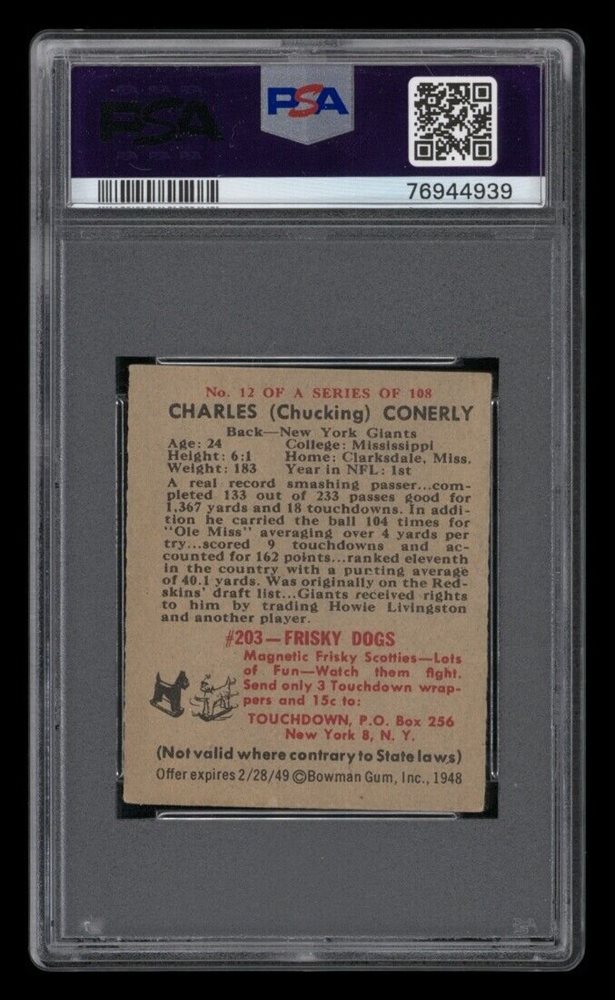 PSA
PSA
76944939
No. 12 OF A SERIES OF 108
CHARLES (Chucking) CONERLY
Back—New York Giants
Age: 24 College: Mississippi
Height: 6:1 Home: Clarksdale, Miss.
Weight: 183 Year in NFL: 1st
A real record smashing passer...com-
pleted 133 out of 233 passes good for
1,367 yards and 18 touchdowns. In addi-
tion he carried the ball 104 times for
"Ole Miss" averaging over 4 yards per
try...scored 9 touchdowns and ac-
counted for 162 points...ranked eleventh
in the country with a punting average
of 40.1 yards. Was originally on the Red-
skins' draft list...Giants received rights
to him by trading Howie Livingston
and another player.
#203—FRISKY DOGS
Magnetic Frisky Scotties—Lots
of Fun—Watch them fight.
Send only 3 Touchdown wrap-
pers and 15c to:
TOUCHDOWN, P.O. Box 256
New York 8, N. Y.
(Not valid where contrary to State laws)
Offer expires 2/28/49 ©Bowman Gum, Inc., 1948
PSA